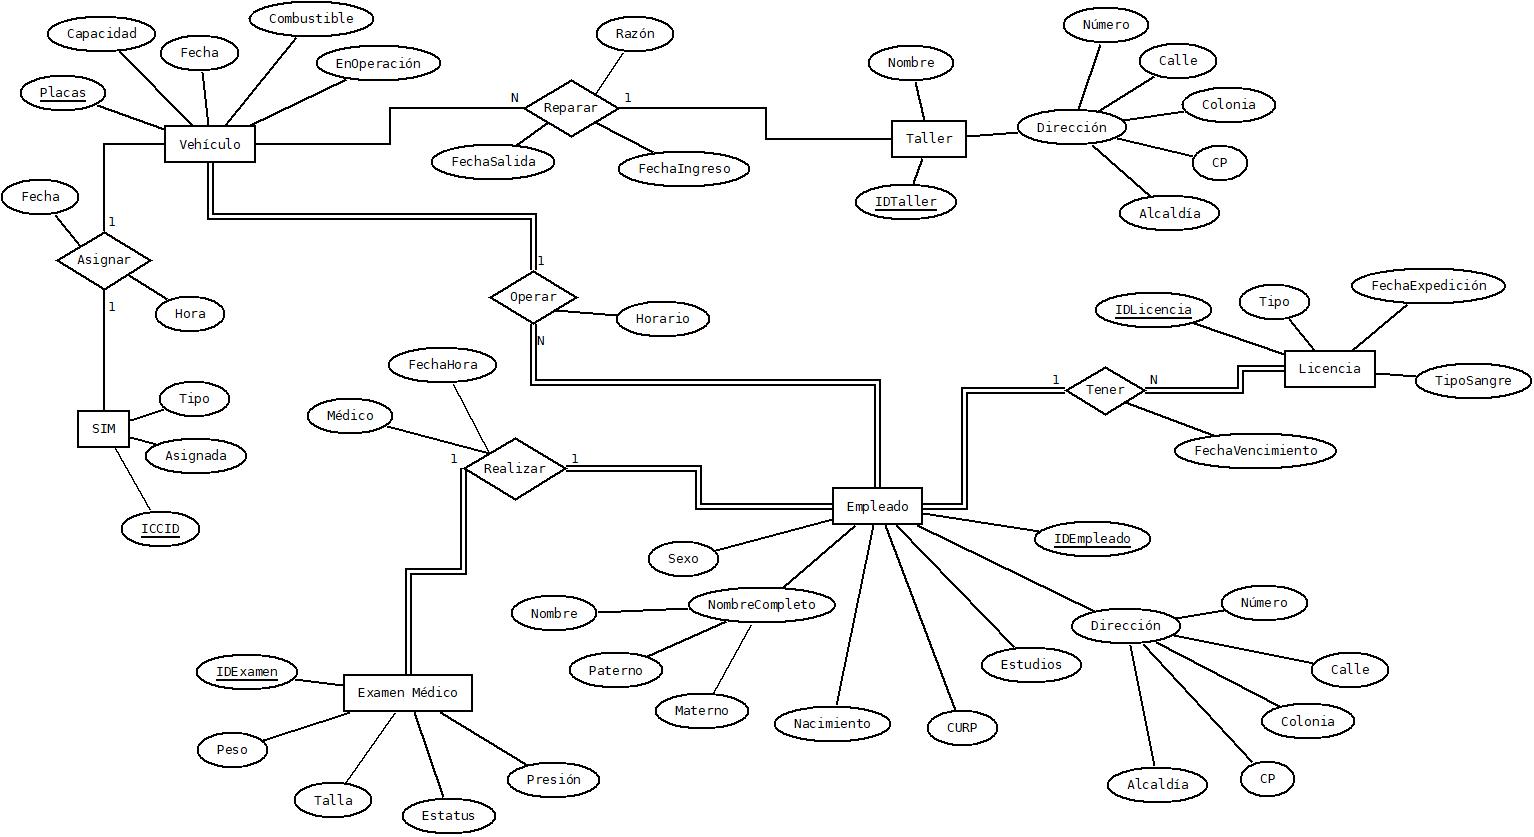 Capacidad
Fecha
Combustible
EnOperación
Placas
Vehículo
N
Reparar
1
Razón
FechaSalida
FechaIngreso
Nombre
Taller
IDTaller
Dirección
Número
Calle
Colonia
CP
Alcaldía
Fecha
1
Asignar
1
Hora
1
Operar
N
Horario
IDLicencia
Tipo
FechaExpedición
Licencia
TipoSangre
1
Tener
N
FechaVencimiento
FechaHora
Médico
1
Realizar
1
SIM
Tipo
Asignada
ICCID
Empleado
IDEmpleado
Sexo
NombreCompleto
Nombre
Paterno
Materno
Nacimiento
CURP
Estudios
Dirección
Número
Calle
Colonia
CP
Alcaldía
IDExamen
Examen Médico
Peso
Talla
Estatus
Presión